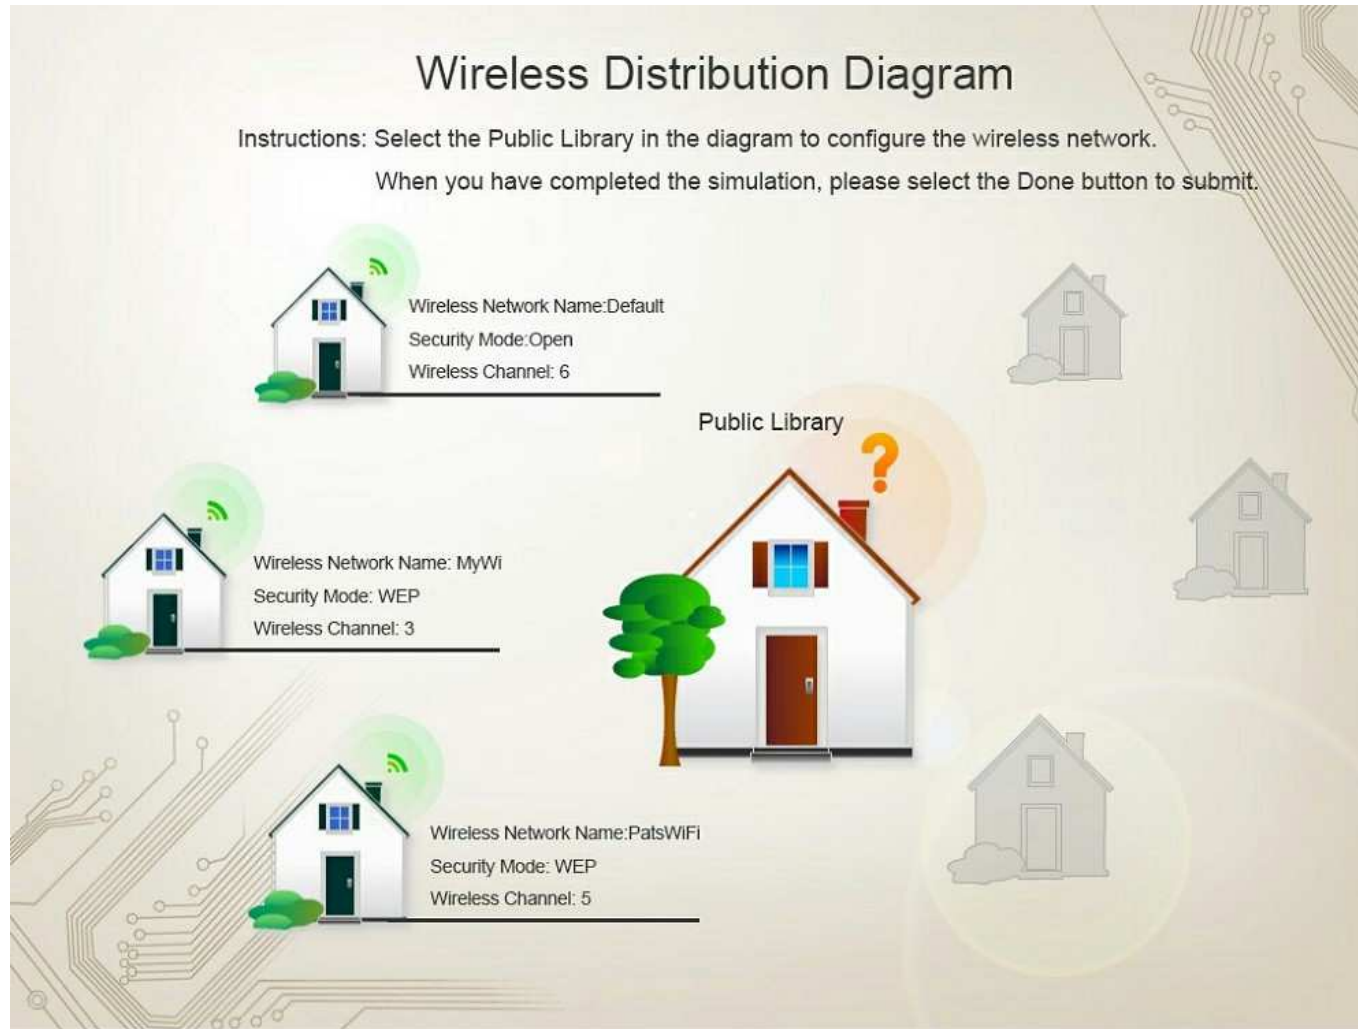 Wireless Distribution Diagram
Instructions: Select the Public Library in the diagram to configure the wireless network.
When you have completed the simulation, please select the Done button to submit.
Wireless Network Name:Default
Security Mode:Open
Wireless Channel: 6
Public Library
?
Wireless Network Name: MyWi
Security Mode: WEP
Wireless Channel: 3
Wireless Network Name:PatsWiFi
Security Mode: WEP
Wireless Channel: 5